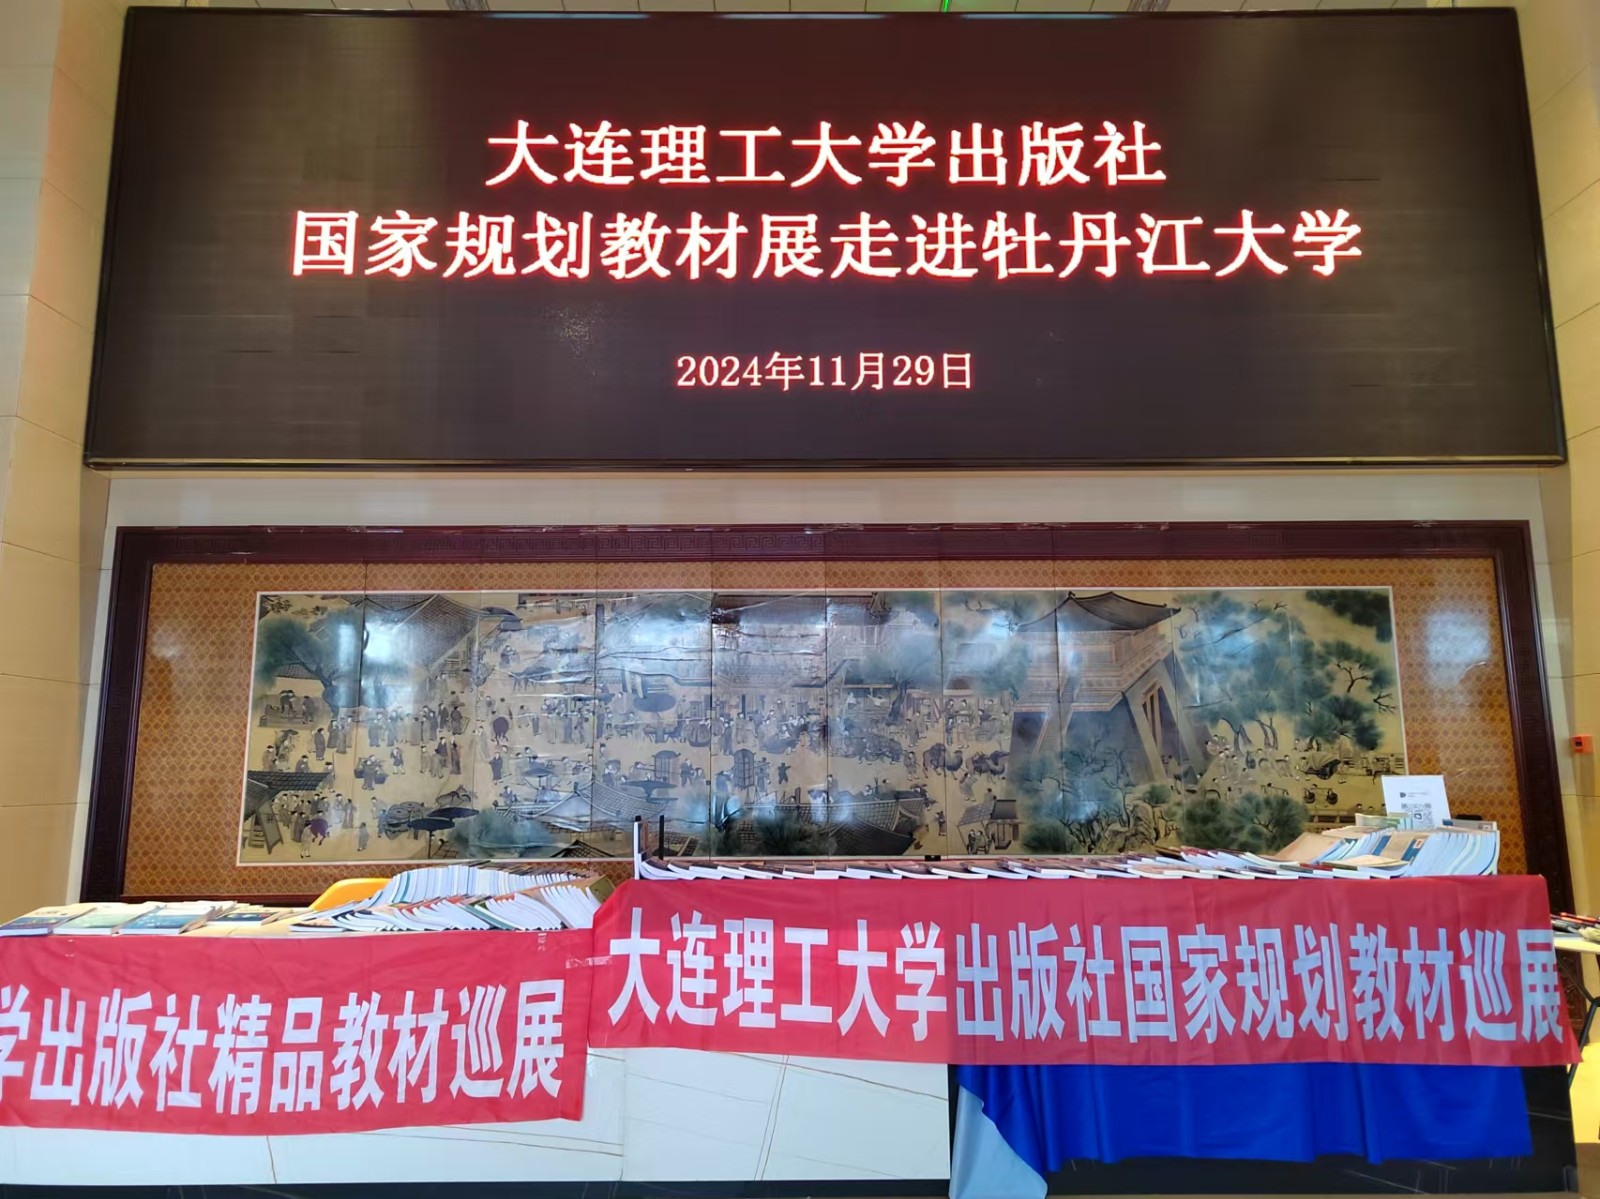 大连理工大学出版社
国家规划教材展走进牡丹江大学
2024年11月29日
大连理工大学出版社国家规划教材巡展
学出版社精品教材巡展